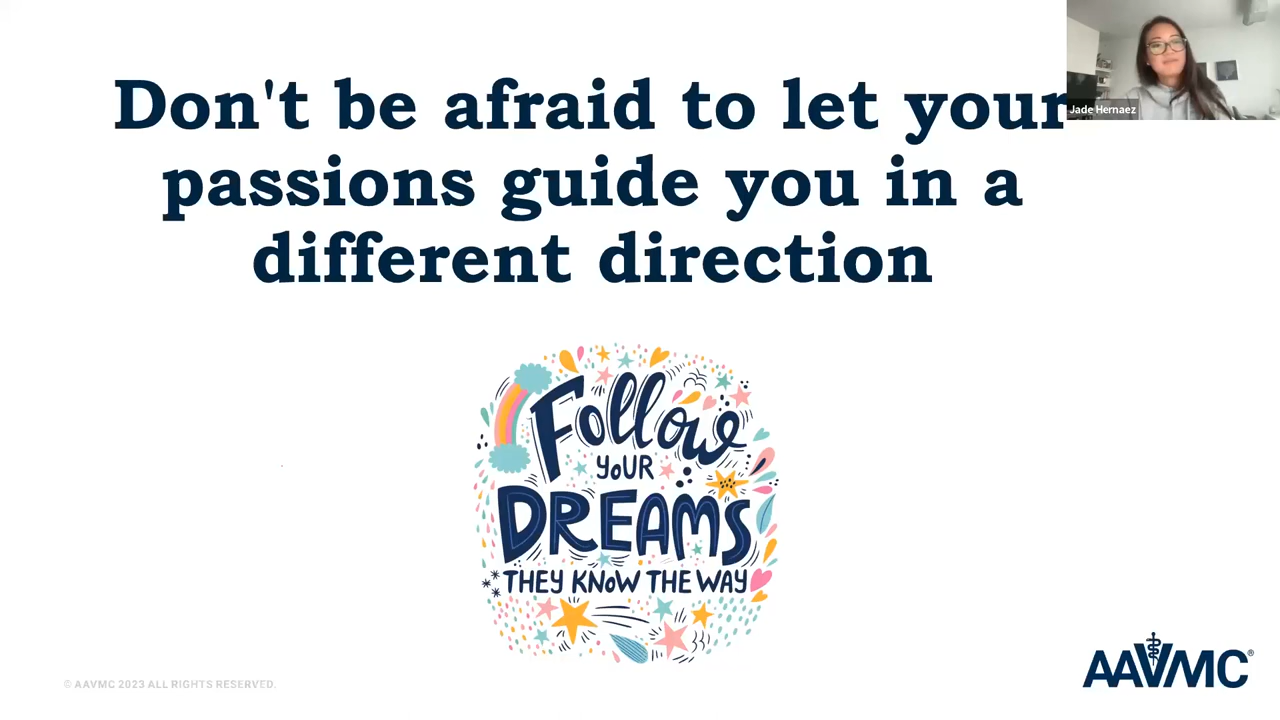 Don't be afraid to let your
passions guide you in a
different direction
Jade Hernaez
Follow
YOUR
DREAMS
THEY KNOW THE WAY
© AAVMC 2023 ALL RIGHTS RESERVED.
AAVMC®